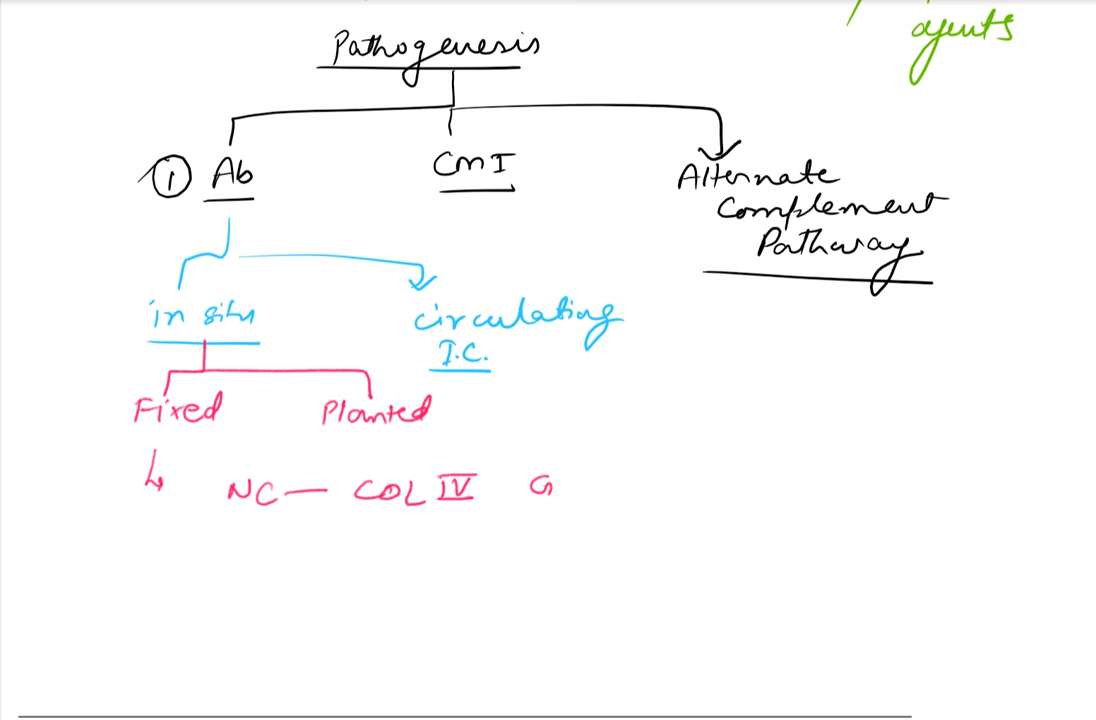 agents
Pathogenesis
① Ab
CMI
Alternate
Complement
Pathway
in situ
circulating
I.C.
Fixed
Planted
NC — COL IV G